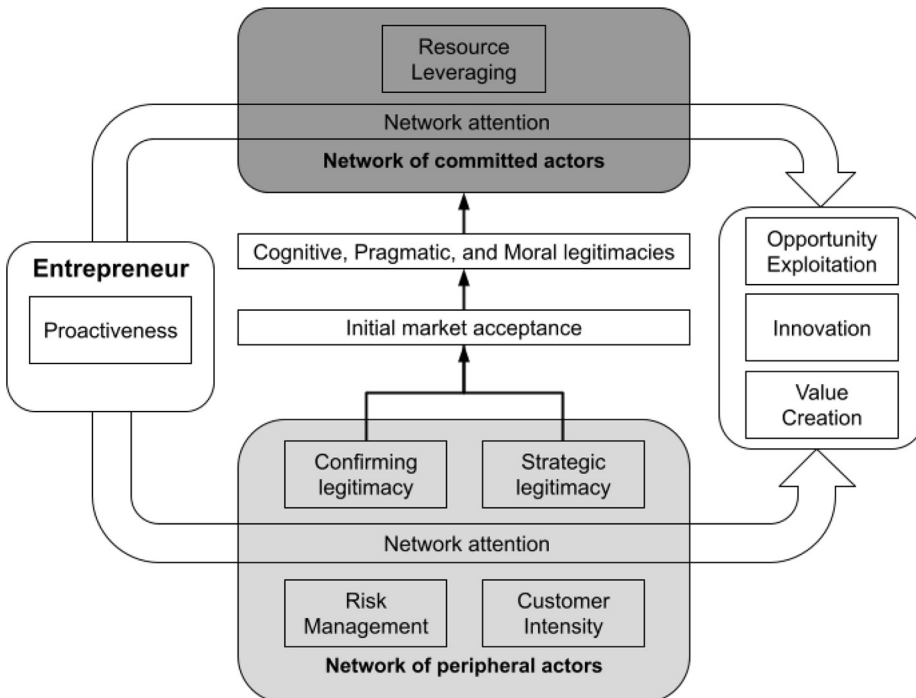 Resource
Leveraging
Network attention
Network of committed actors
Cognitive, Pragmatic, and Moral legitimacies
Initial market acceptance
Entrepreneur
Proactiveness
Opportunity
Exploitation
Innovation
Value
Creation
Confirming
legitimacy
Strategic
legitimacy
Network attention
Risk
Management
Customer
Intensity
Network of peripheral actors